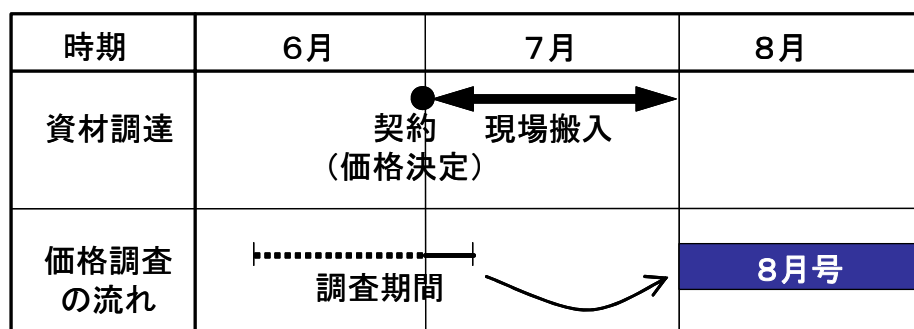 時期
6月
7月
8月
資材調達
契約
(価格決定)
現場搬入
価格調査
の流れ
調査期間
8月号